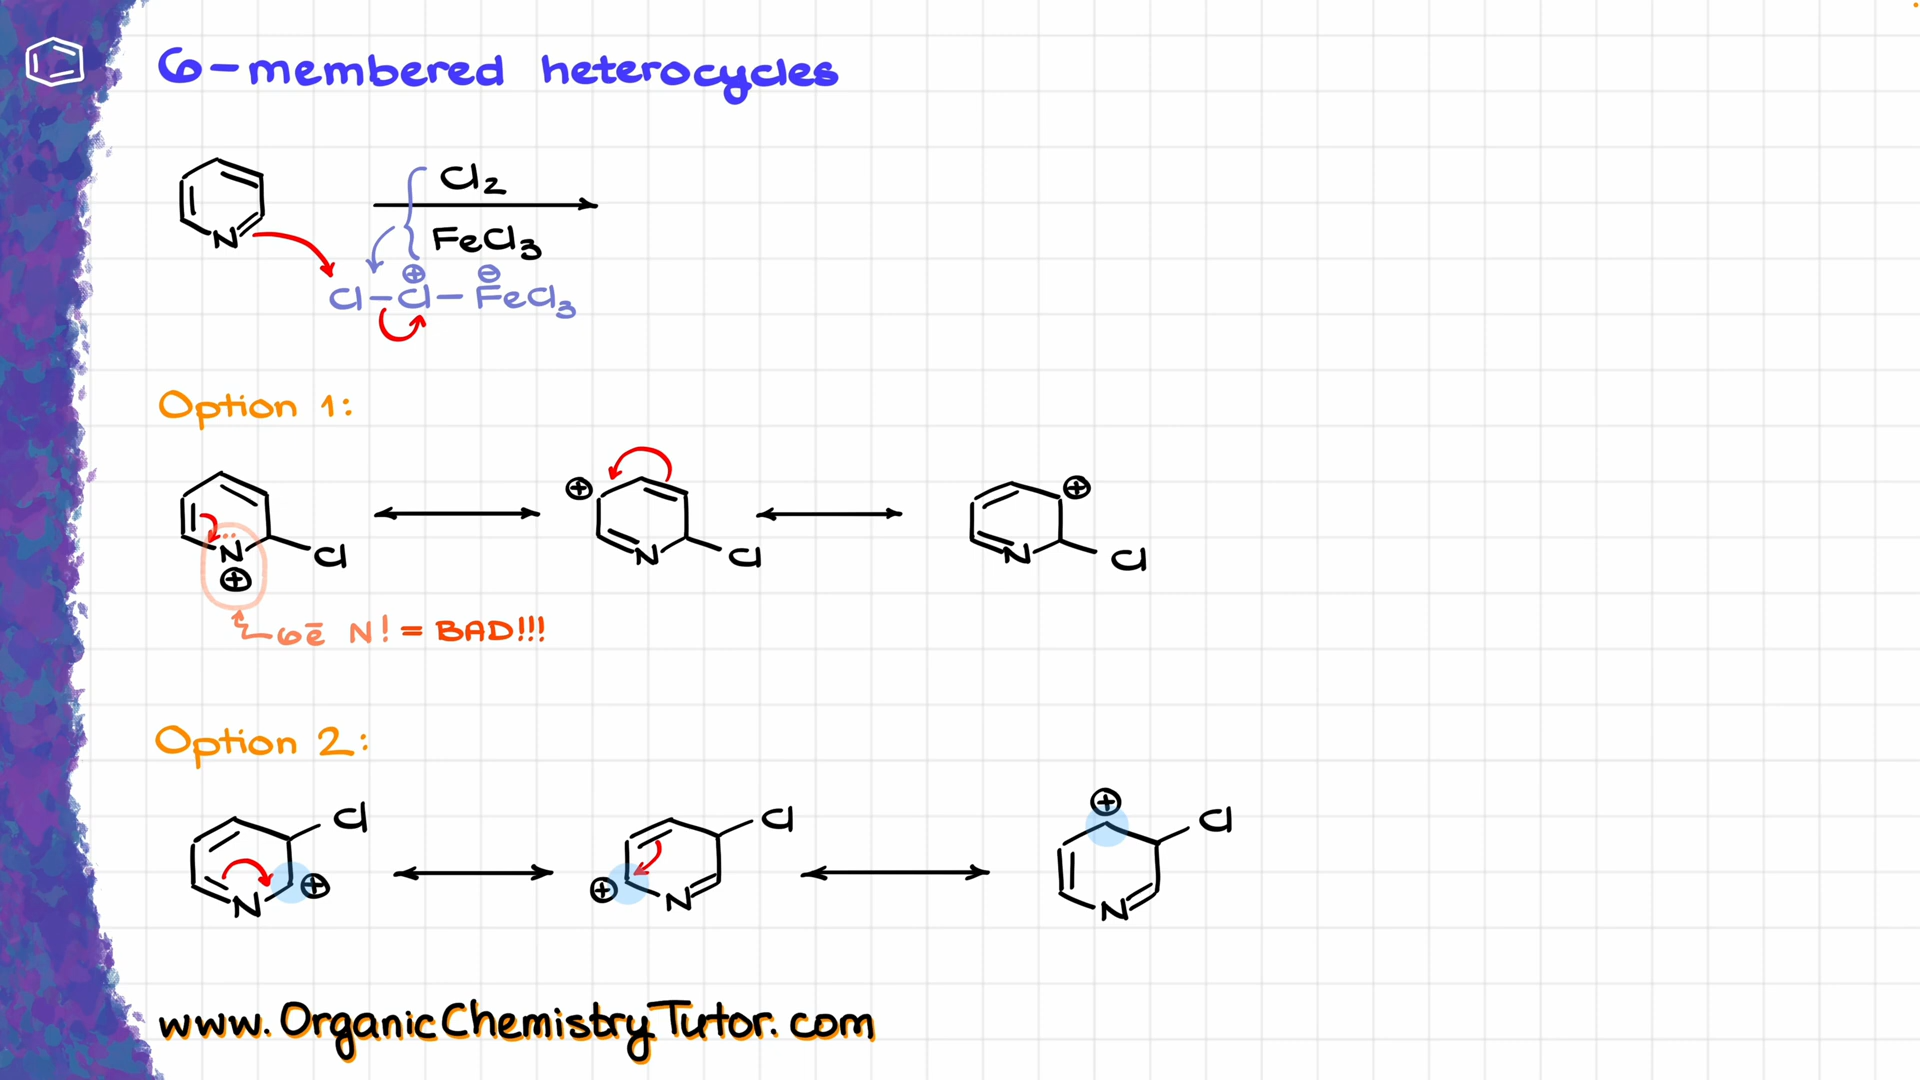 6-membered heterocycles
Cl₂
FeCl₃
N
⊕ ⊖
Cl-Cl-FeCl₃
Option 1:
N ⊕ Cl
⊕ N Cl
N ⊕ Cl
6ē N! = BAD!!!
Option 2:
Cl N ⊕
Cl ⊕ N
⊕ Cl N
www.OrganicChemistryTutor.com